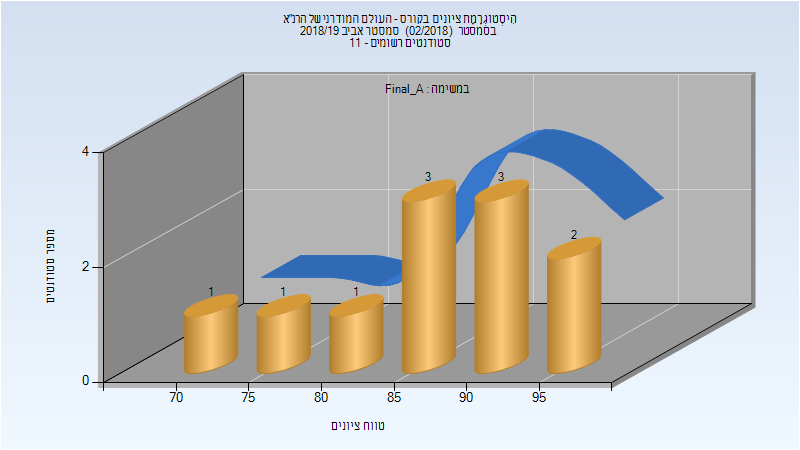 היסטוגרמת ציונים בקורס - העולם המודרני של חרנ"א
בסמסטר (02/2018) סמסטר אביב 2018/19
סטודנטים רשומים - 11
במשימה : Final_A
4
2
0
מספר סטודנטים
1
1
1
3
3
2
70
75
80
85
90
95
טווח ציונים